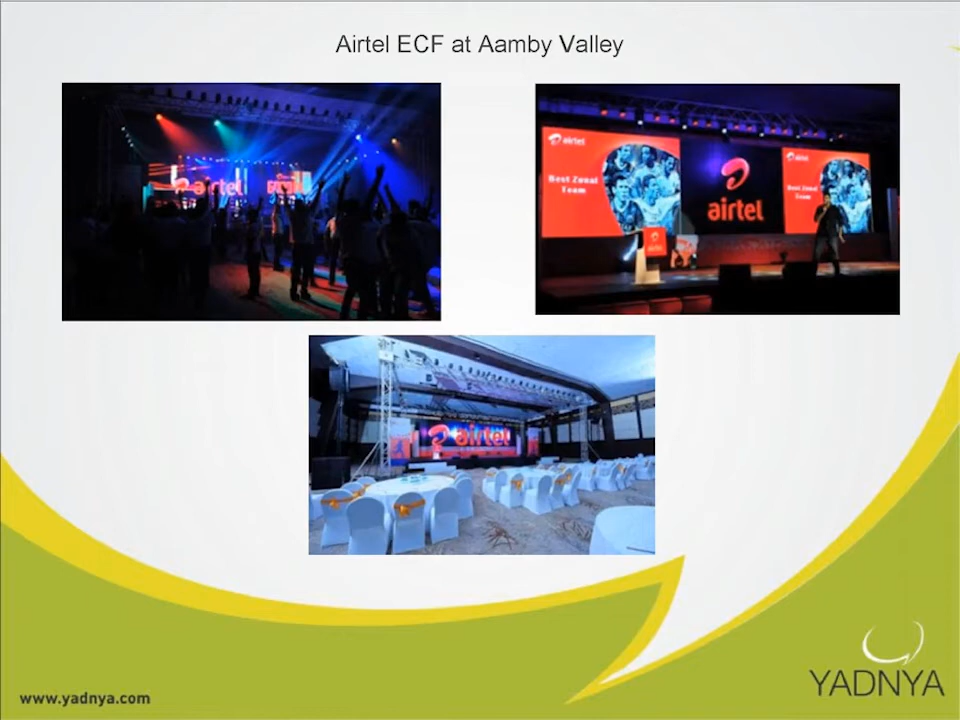 Airtel ECF at Aamby Valley
airtel
airtel
Best Zonal
Team
airtel
airtel
Best Zonal
Team
airtel
www.yadnya.com
YADNYA